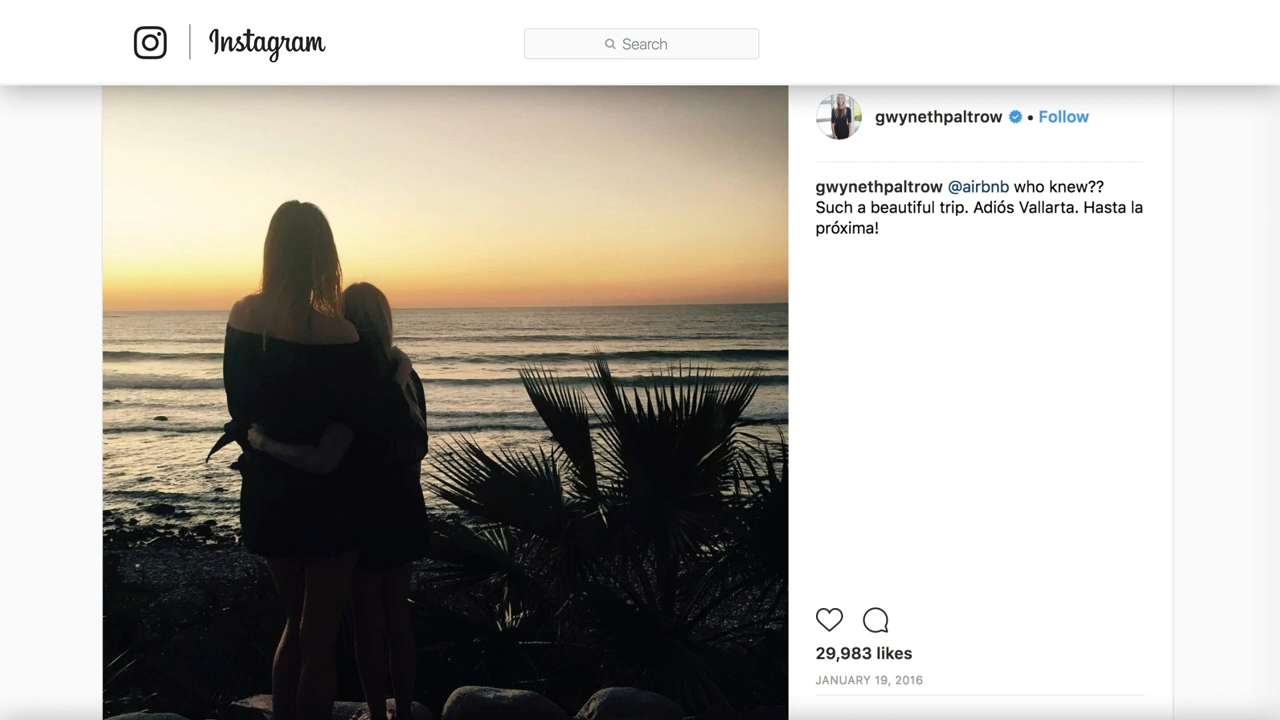 Instagram
Search
gwynethpaltrow • Follow
gwynethpaltrow @airbnb who knew??
Such a beautiful trip. Adiós Vallarta. Hasta la
próxima!
29,983 likes
JANUARY 19, 2016